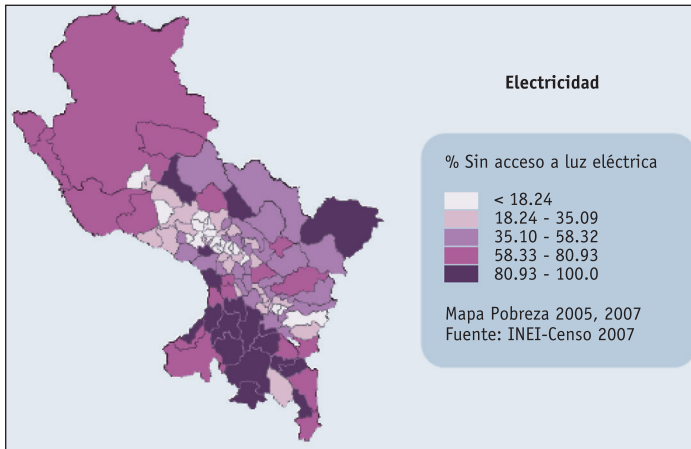 Electricidad
% Sin acceso a luz eléctrica
< 18.24
18.24 - 35.09
35.10 - 58.32
58.33 - 80.93
80.93 - 100.0
Mapa Pobreza 2005, 2007
Fuente: INEI-Censo 2007